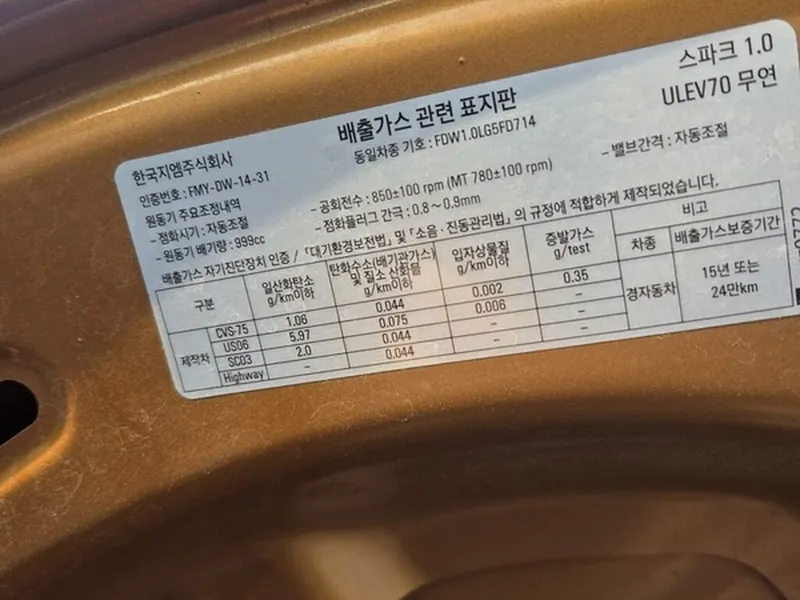 스파크 1.0
ULEV70 무연
배출가스 관련 표지판
동일차종 기호 : FDW1.0LG5FD714
한국지엠주식회사
인증번호 : FMY-DW-14-31
원동기 주요조정내역
- 공회전수 : 850±100 rpm (MT 780±100 rpm)
- 밸브간격 : 자동조절
- 점화시기 : 자동조절
- 점화플러그 간극 : 0.8～0.9mm
- 원동기 배기량 : 999cc
배출가스 자기진단장치 인증 / 「대기환경보전법」 및 「소음 · 진동관리법」의 규정에 적합하게 제작되었습니다.
구분 일산화탄소 g/km이하 탄화수소(배기관가스) 및 질소 산화물 g/km이하 입자상물질 g/km이하 증발가스 g/test 비고
차종 배출가스보증기간
제작차 CVS-75 1.06 0.044 0.002 0.35 경자동차 15년 또는 24만km
US06 5.97 0.075 0.006 -
SC03 2.0 0.044 - -
Highway - 0.044 - -